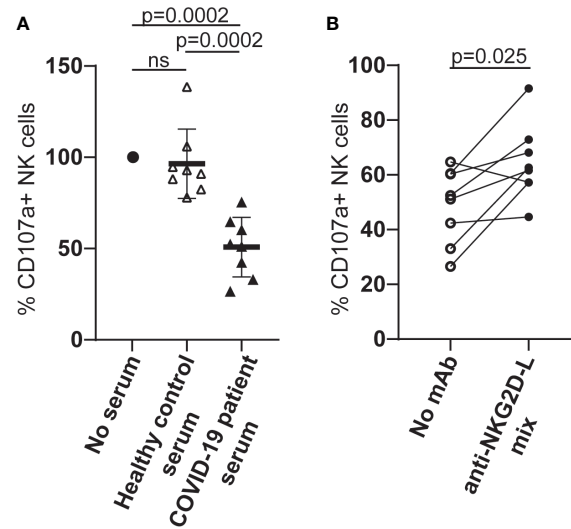 A
p=0.0002
p=0.0002
ns
% CD107a+ NK cells
150
100
50
0
No serum
Healthy control
serum
COVID-19 patient
serum
B
p=0.025
% CD107a+ NK cells
100
80
60
40
20
0
No mAb
anti-NKG2D-L
mix